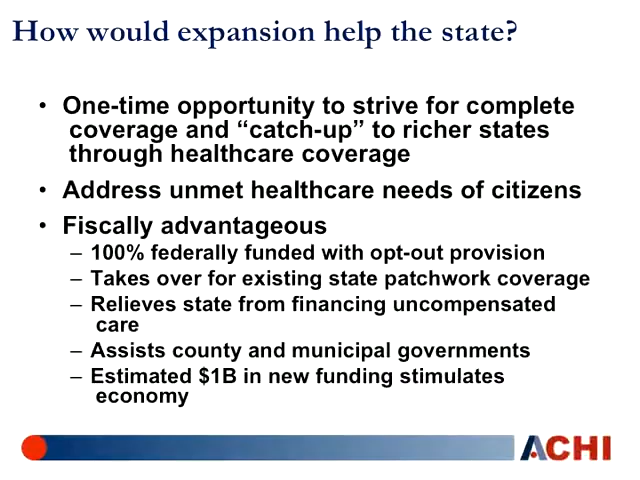 How would expansion help the state?
• One-time opportunity to strive for complete
coverage and “catch-up” to richer states
through healthcare coverage
• Address unmet healthcare needs of citizens
• Fiscally advantageous
– 100% federally funded with opt-out provision
– Takes over for existing state patchwork coverage
– Relieves state from financing uncompensated
care
– Assists county and municipal governments
– Estimated $1B in new funding stimulates
economy
ACHI